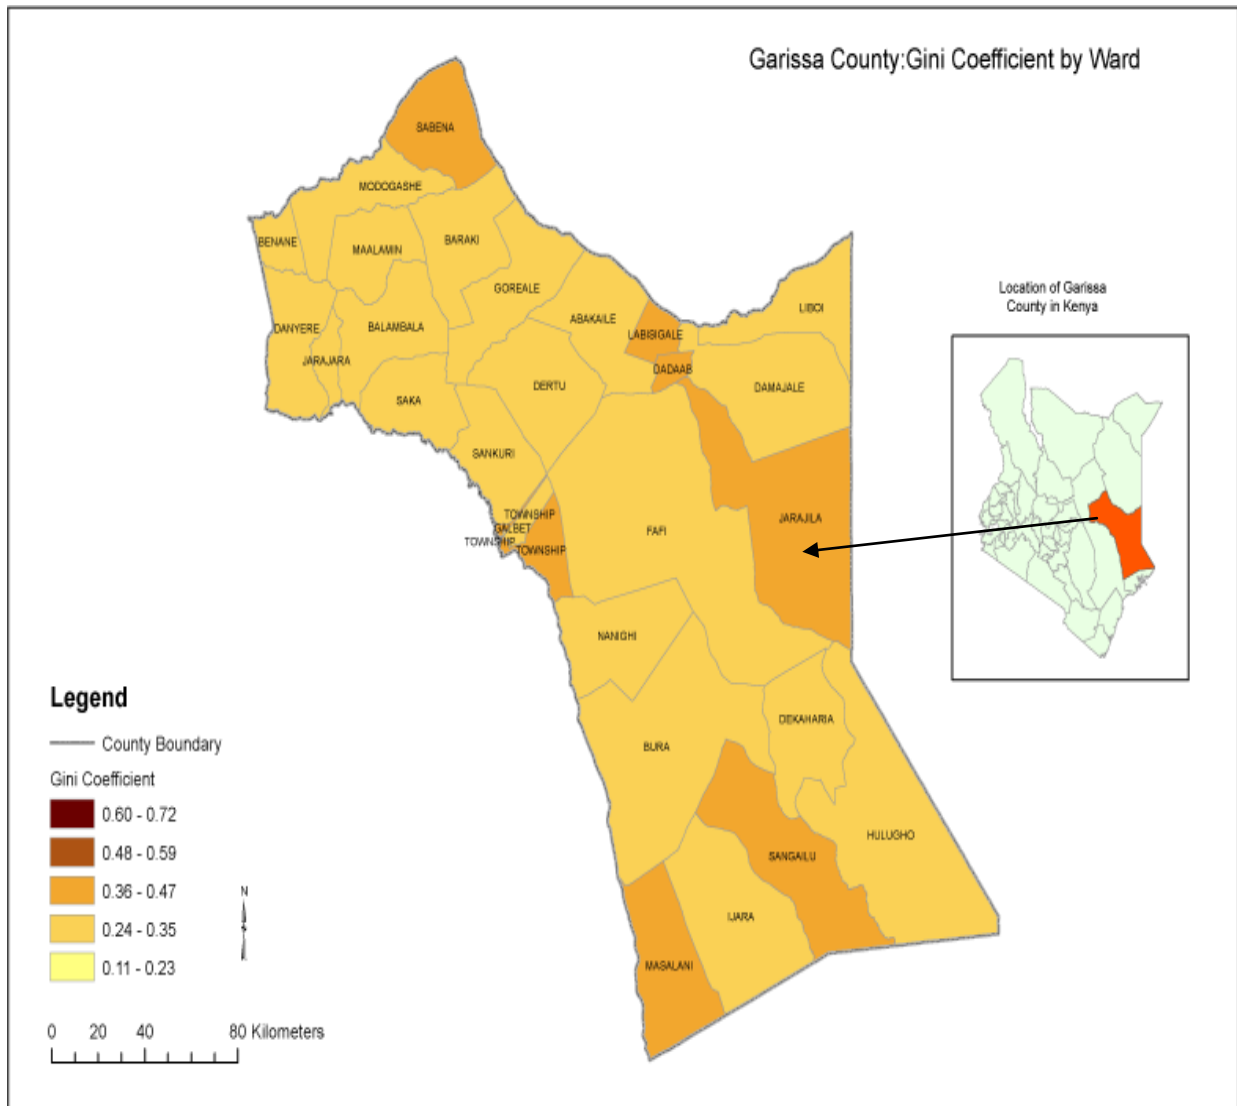 Garissa County:Gini Coefficient by Ward
SABENA
MODOGASHE
BENANE
MAALAMIN
BARAKI
GOREALE
LIBOI
DANYERE
BALAMBALA
ABAKAILE
LABISIGALE
JARAJARA
DADAAB
DERTU
DAMAJALE
SAKA
SANKURI
TOWNSHIP
GALBET
TOWNSHIP
TOWNSHIP
FAFI
JARAJILA
NANIGHI
DEKAHARIA
BURA
HULUGHO
SANGAILU
IJARA
MASALANI
Location of Garissa
County in Kenya
Legend
County Boundary
Gini Coefficient
0.60 - 0.72
0.48 - 0.59
0.36 - 0.47
0.24 - 0.35
0.11 - 0.23
N
0 20 40 80 Kilometers